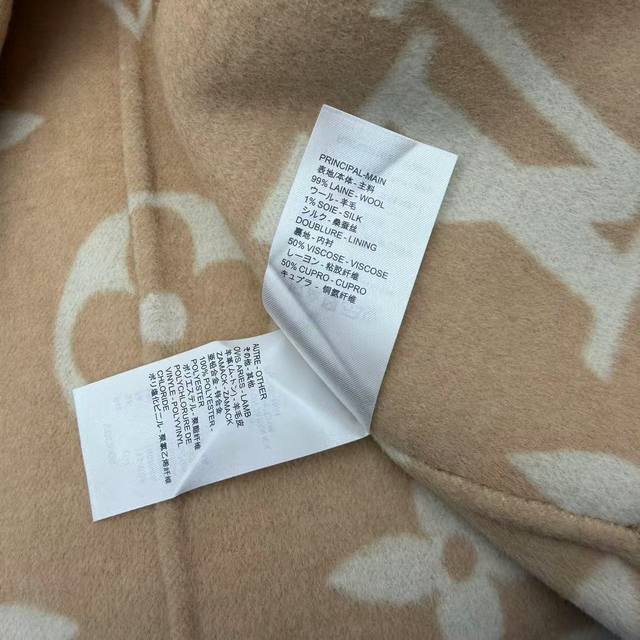 PRINCIPAL-MAIN
表地/本体 - 主料
99% LAINE - WOOL
ウール - 羊毛
1% SOIE - SILK
シルク - 桑蚕丝
DOUBLURE - LINING
裏地 - 内衬
50% VISCOSE - VISCOSE
レーヨン - 粘胶纤维
50% CUPRO - CUPRO
キュプラ - 铜氨纤维
AUTRE - OTHER
その他 - 其他
OVIS ARIES - LAMB
羊革(ム-トン) - 羊毛皮
ZAMACK - ZAMACK
亜鉛合金 - 锌合金
100% POLYESTER -
POLYESTER
ポリエステル - 聚酯纤维
POLYCHLORURE DE
VINYLE - POLYVINYL
CHLORIDE
ポリ塩化ビニール - 聚氯乙烯纤维